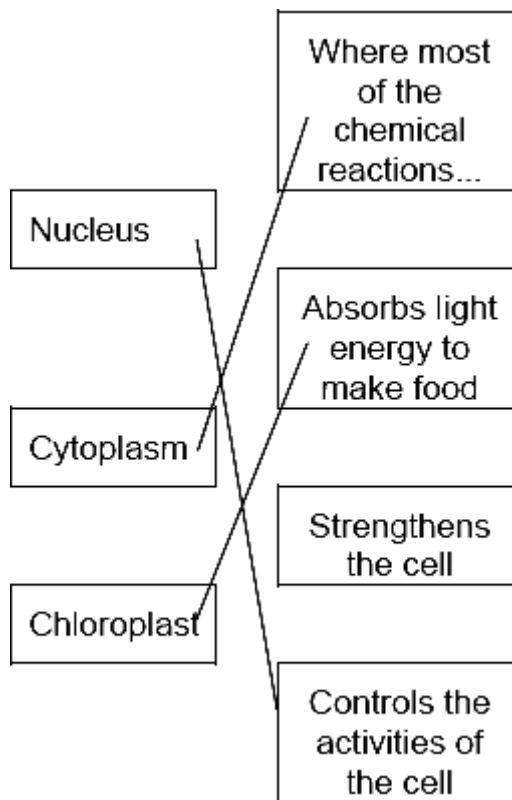 Where most
of the
chemical
reactions...
Nucleus
Absorbs light
energy to
make food
Cytoplasm
Strengthens
the cell
Chloroplast
Controls the
activities of
the cell